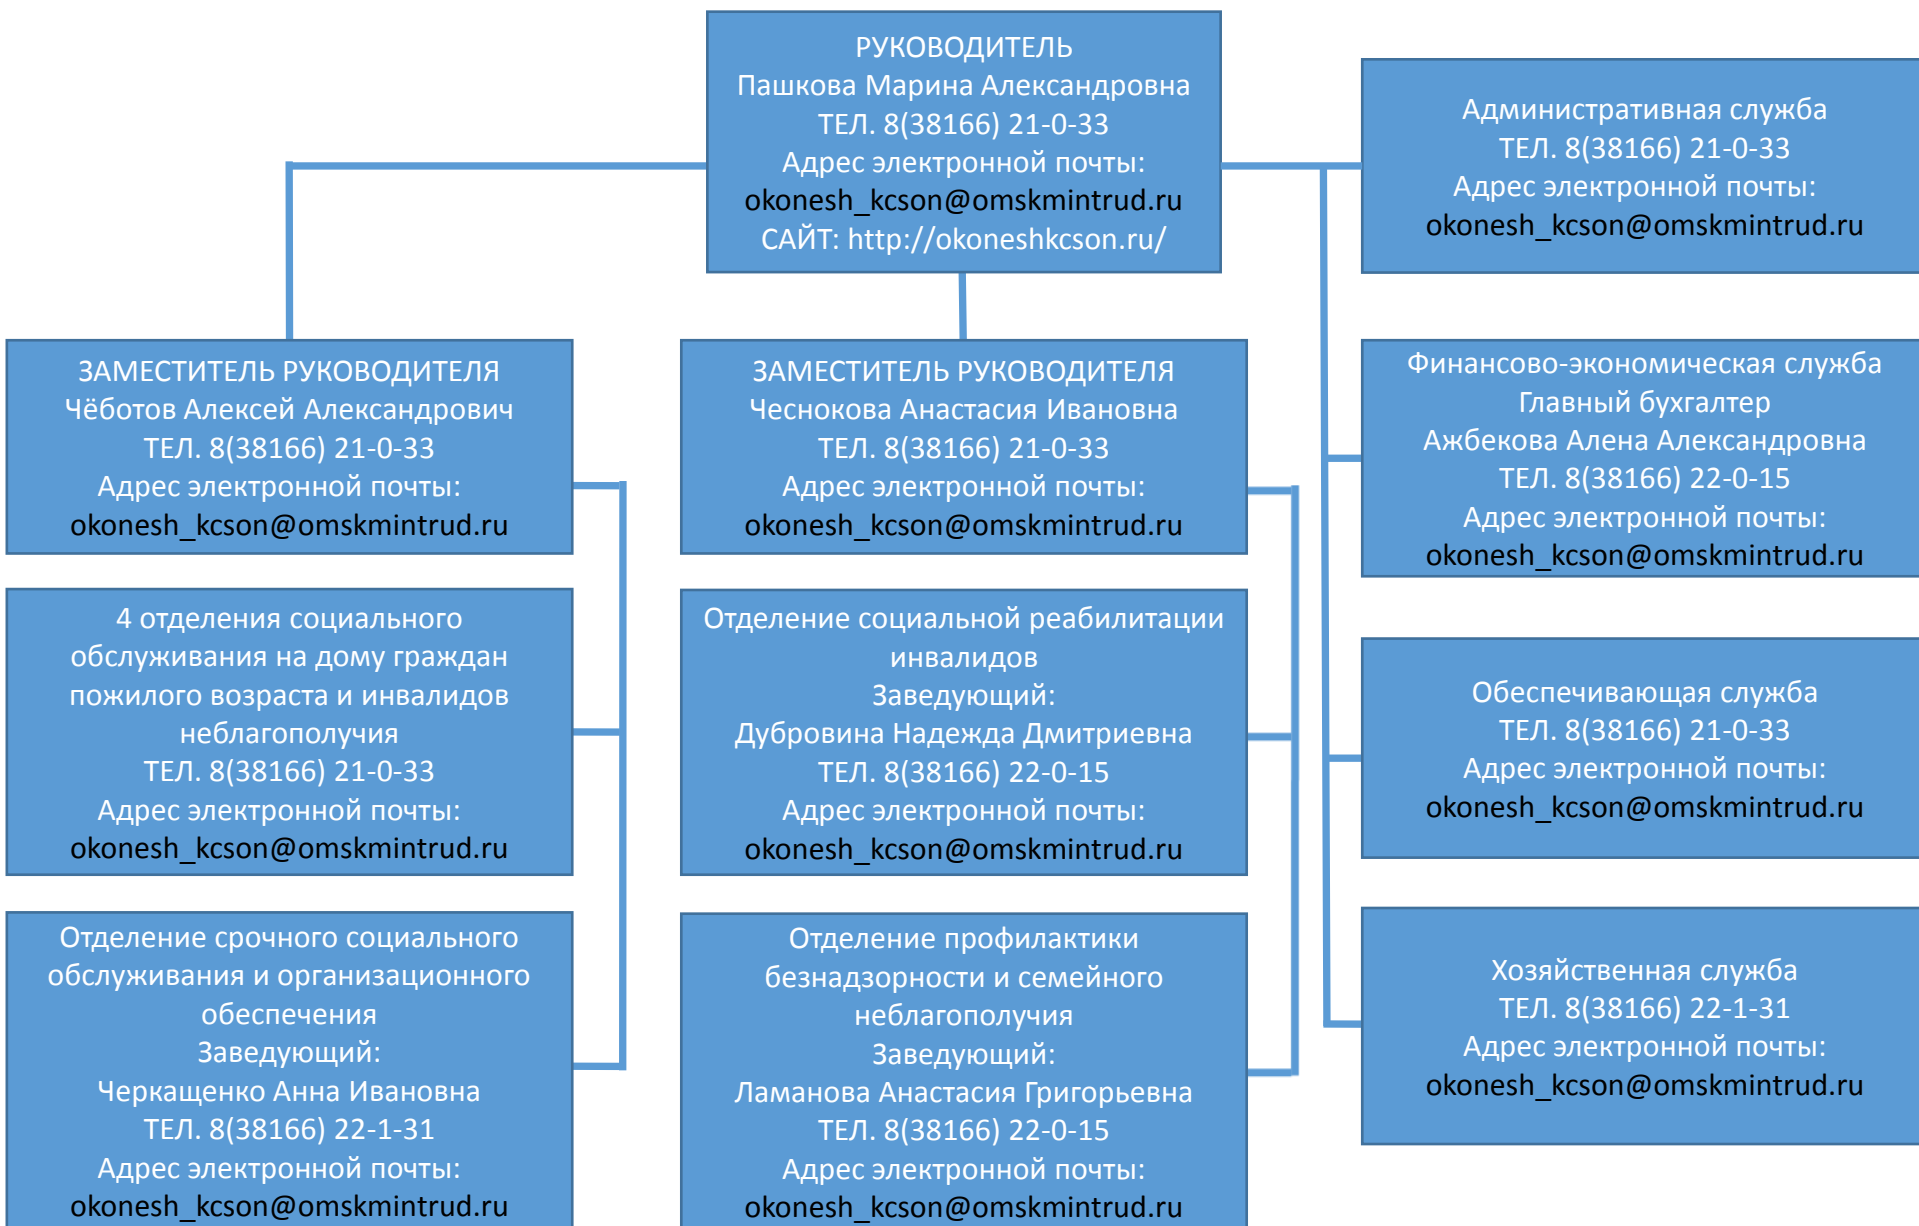 РУКОВОДИТЕЛЬ
Пашкова Марина Александровна
ТЕЛ. 8(38166) 21-0-33
Адрес электронной почты:
okonesh_kcson@omskmintrud.ru
САЙТ: http://okoneshkcson.ru/
Административная служба
ТЕЛ. 8(38166) 21-0-33
Адрес электронной почты:
okonesh_kcson@omskmintrud.ru
ЗАМЕСТИТЕЛЬ РУКОВОДИТЕЛЯ
Чёботов Алексей Александрович
ТЕЛ. 8(38166) 21-0-33
Адрес электронной почты:
okonesh_kcson@omskmintrud.ru
ЗАМЕСТИТЕЛЬ РУКОВОДИТЕЛЯ
Чеснокова Анастасия Ивановна
ТЕЛ. 8(38166) 21-0-33
Адрес электронной почты:
okonesh_kcson@omskmintrud.ru
Финансово-экономическая служба
Главный бухгалтер
Ажбекова Алена Александровна
ТЕЛ. 8(38166) 22-0-15
Адрес электронной почты:
okonesh_kcson@omskmintrud.ru
4 отделения социального
обслуживания на дому граждан
пожилого возраста и инвалидов
неблагополучия
ТЕЛ. 8(38166) 21-0-33
Адрес электронной почты:
okonesh_kcson@omskmintrud.ru
Отделение социальной реабилитации
инвалидов
Заведующий:
Дубровина Надежда Дмитриевна
ТЕЛ. 8(38166) 22-0-15
Адрес электронной почты:
okonesh_kcson@omskmintrud.ru
Обеспечивающая служба
ТЕЛ. 8(38166) 21-0-33
Адрес электронной почты:
okonesh_kcson@omskmintrud.ru
Отделение срочного социального
обслуживания и организационного
обеспечения
Заведующий:
Черкащенко Анна Ивановна
ТЕЛ. 8(38166) 22-1-31
Адрес электронной почты:
okonesh_kcson@omskmintrud.ru
Отделение профилактики
безнадзорности и семейного
неблагополучия
Заведующий:
Ламанова Анастасия Григорьевна
ТЕЛ. 8(38166) 22-0-15
Адрес электронной почты:
okonesh_kcson@omskmintrud.ru
Хозяйственная служба
ТЕЛ. 8(38166) 22-1-31
Адрес электронной почты:
okonesh_kcson@omskmintrud.ru